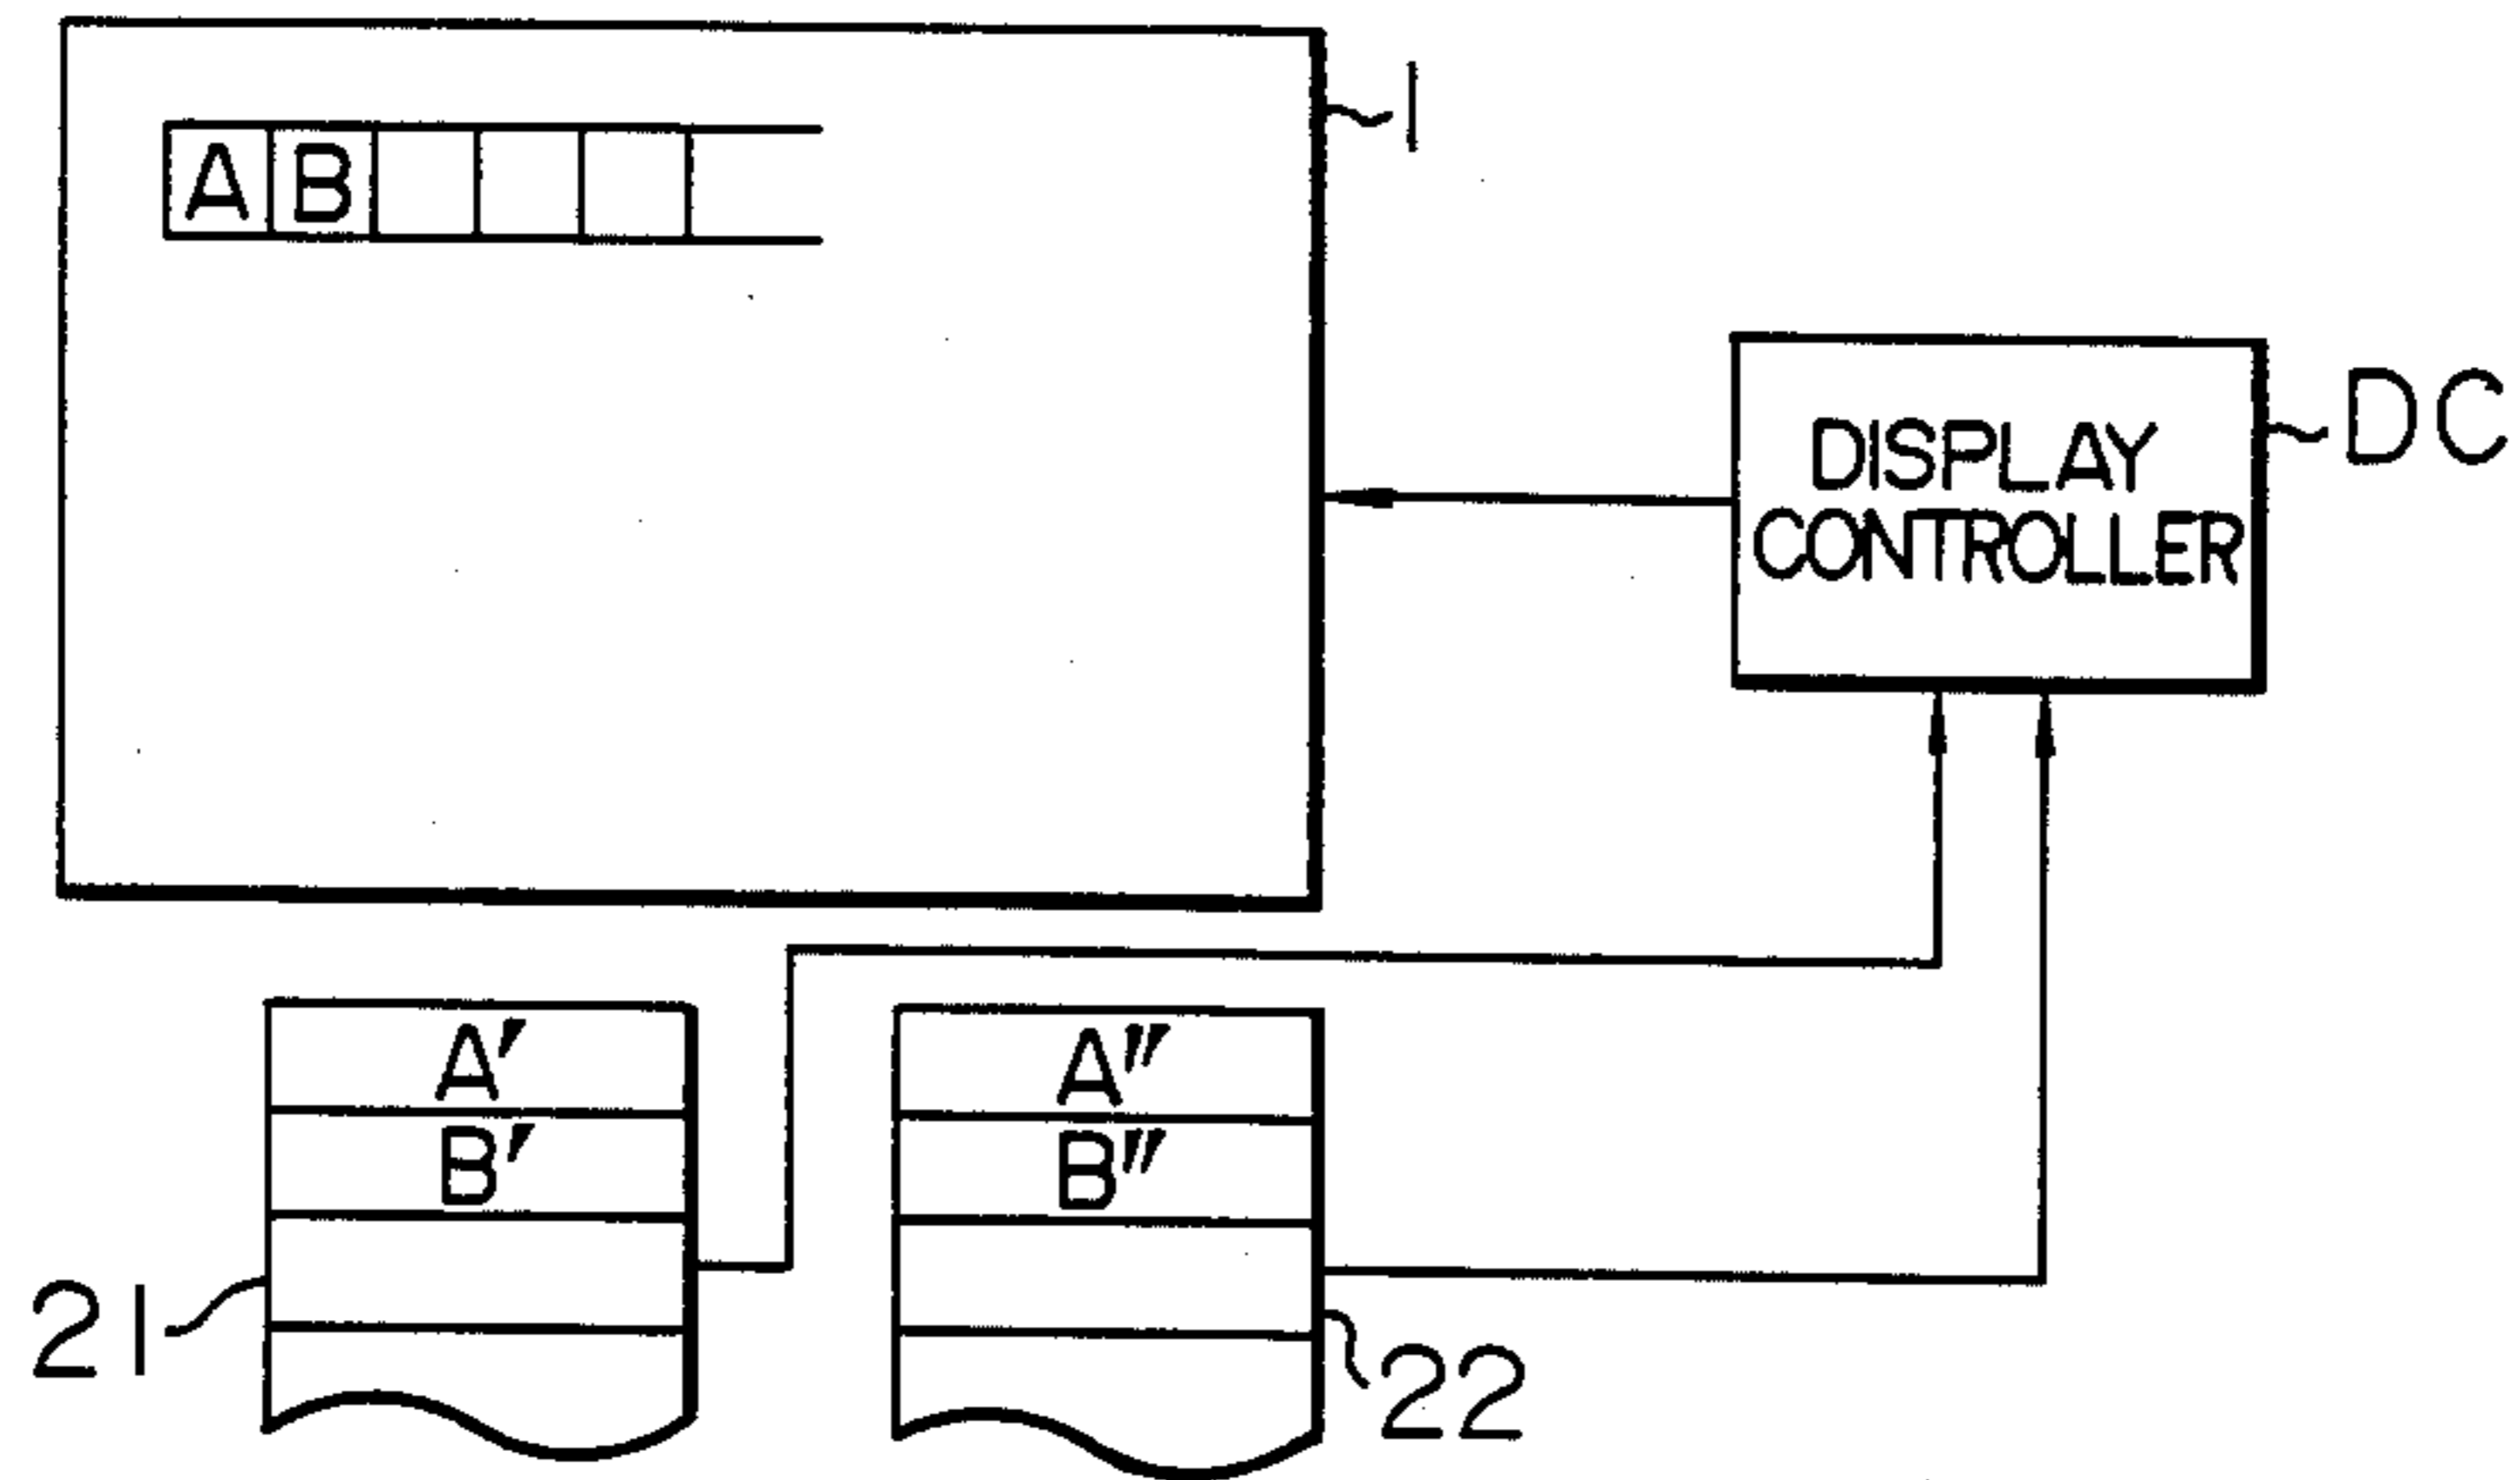 1
A B
DC
DISPLAY
CONTROLLER
A′
B′
21
A″
B″
22